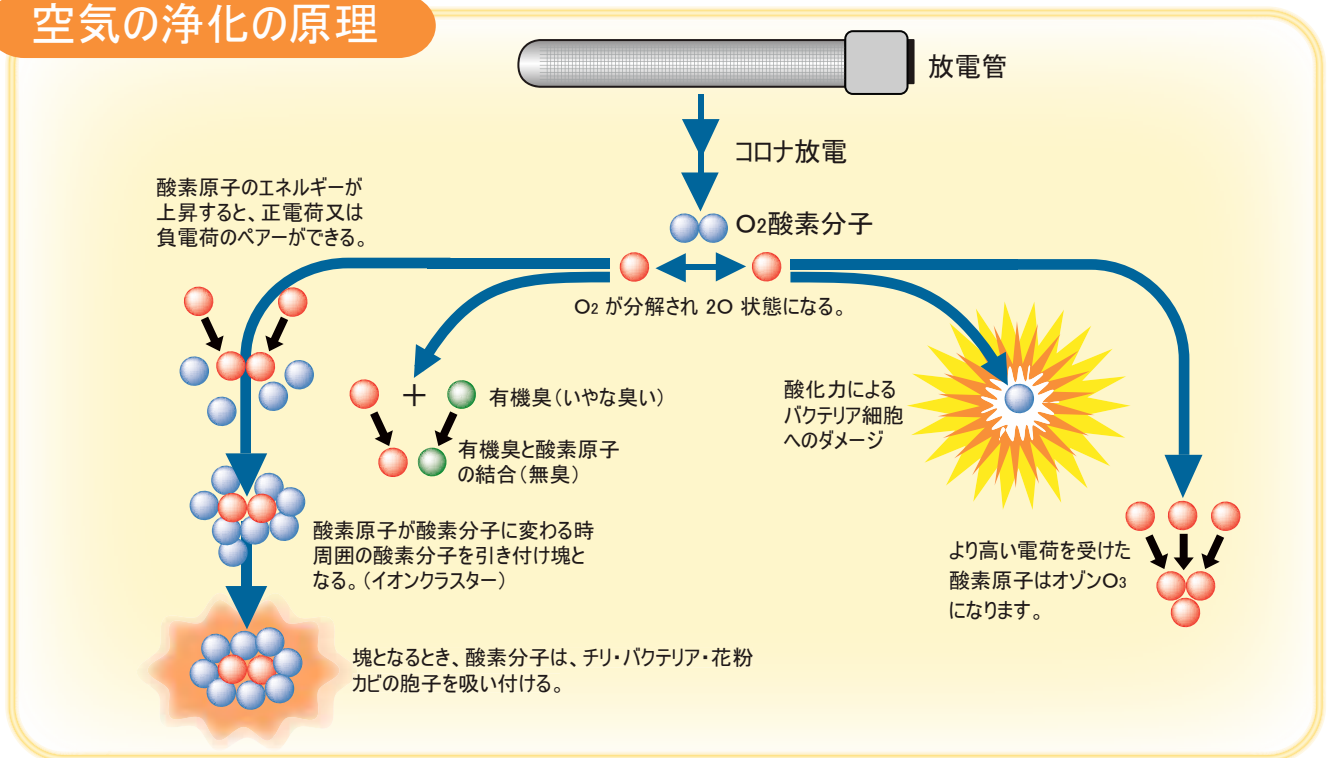 空気の浄化の原理
放電管
コロナ放電
O2酸素分子
O2 が分解され 2O 状態になる。
酸素原子のエネルギーが
上昇すると、正電荷又は
負電荷のペアーができる。
＋
有機臭（いやな臭い）
有機臭と酸素原子
の結合（無臭）
酸化力による
バクテリア細胞
へのダメージ
酸素原子が酸素分子に変わる時
周囲の酸素分子を引き付け塊と
なる。（イオンクラスター）
より高い電荷を受けた
酸素原子はオゾンO3
になります。
塊となるとき、酸素分子は、チリ・バクテリア・花粉
カビの胞子を吸い付ける。